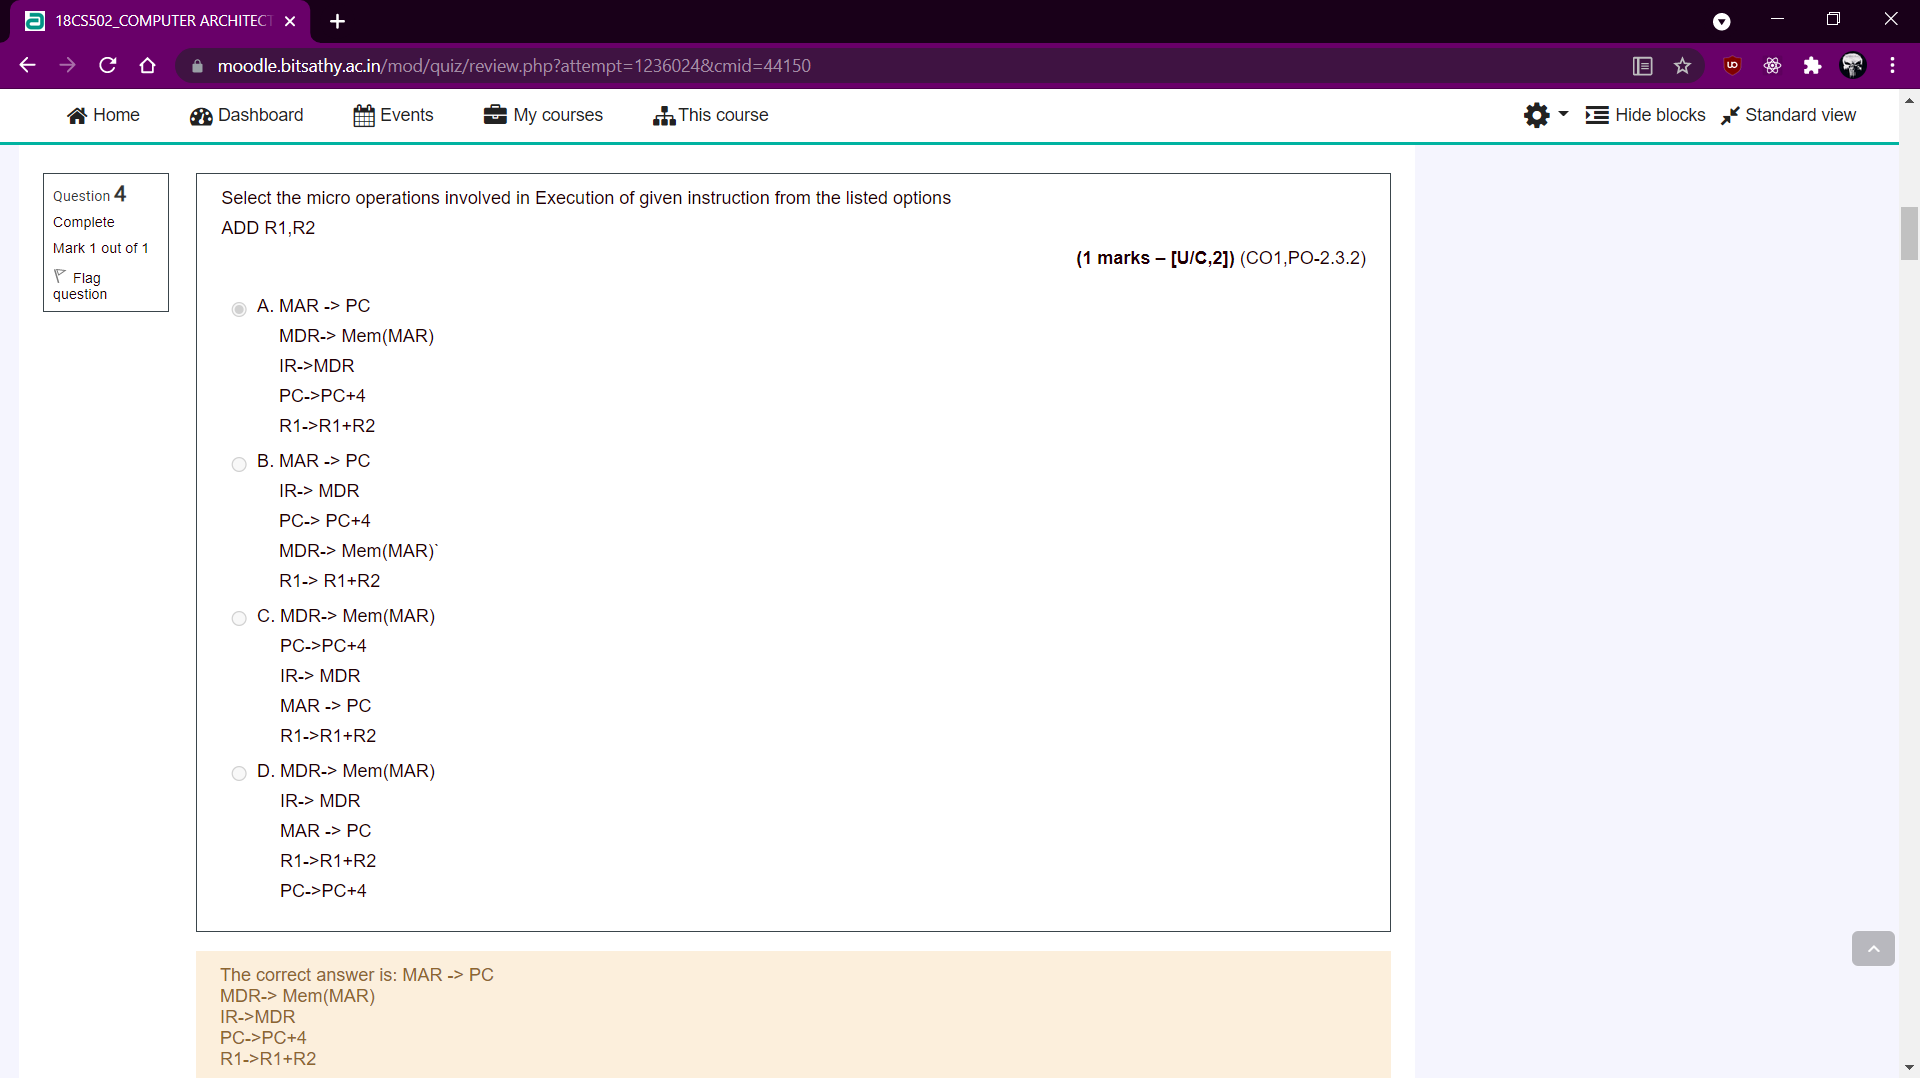 18CS502_COMPUTER ARCHITECT
moodle.bitsathy.ac.in/mod/quiz/review.php?attempt=1236024&cmid=44150
Home Dashboard Events My courses This course Hide blocks Standard view
Question 4
Complete
Mark 1 out of 1
Flag
question
Select the micro operations involved in Execution of given instruction from the listed options
ADD R1,R2
(1 marks – [U/C,2]) (CO1,PO-2.3.2)
A. MAR -> PC
MDR-> Mem(MAR)
IR->MDR
PC->PC+4
R1->R1+R2
B. MAR -> PC
IR-> MDR
PC-> PC+4
MDR-> Mem(MAR)`
R1-> R1+R2
C. MDR-> Mem(MAR)
PC->PC+4
IR-> MDR
MAR -> PC
R1->R1+R2
D. MDR-> Mem(MAR)
IR-> MDR
MAR -> PC
R1->R1+R2
PC->PC+4
The correct answer is: MAR -> PC
MDR-> Mem(MAR)
IR->MDR
PC->PC+4
R1->R1+R2